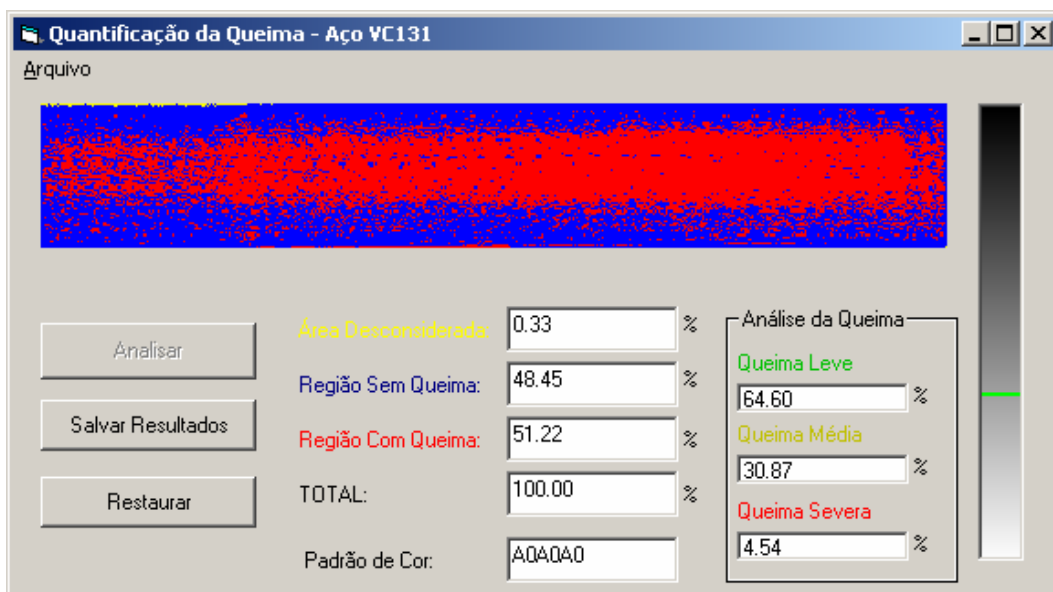 Quantificação da Queima - Aço VC131
Arquivo
Analisar
Salvar Resultados
Restaurar
Área Desconsiderada: 0.33 %
Região Sem Queima: 48.45 %
Região Com Queima: 51.22 %
TOTAL: 100.00 %
Padrão de Cor: A0A0A0
Análise da Queima
Queima Leve
64.60 %
Queima Média
30.87 %
Queima Severa
4.54 %